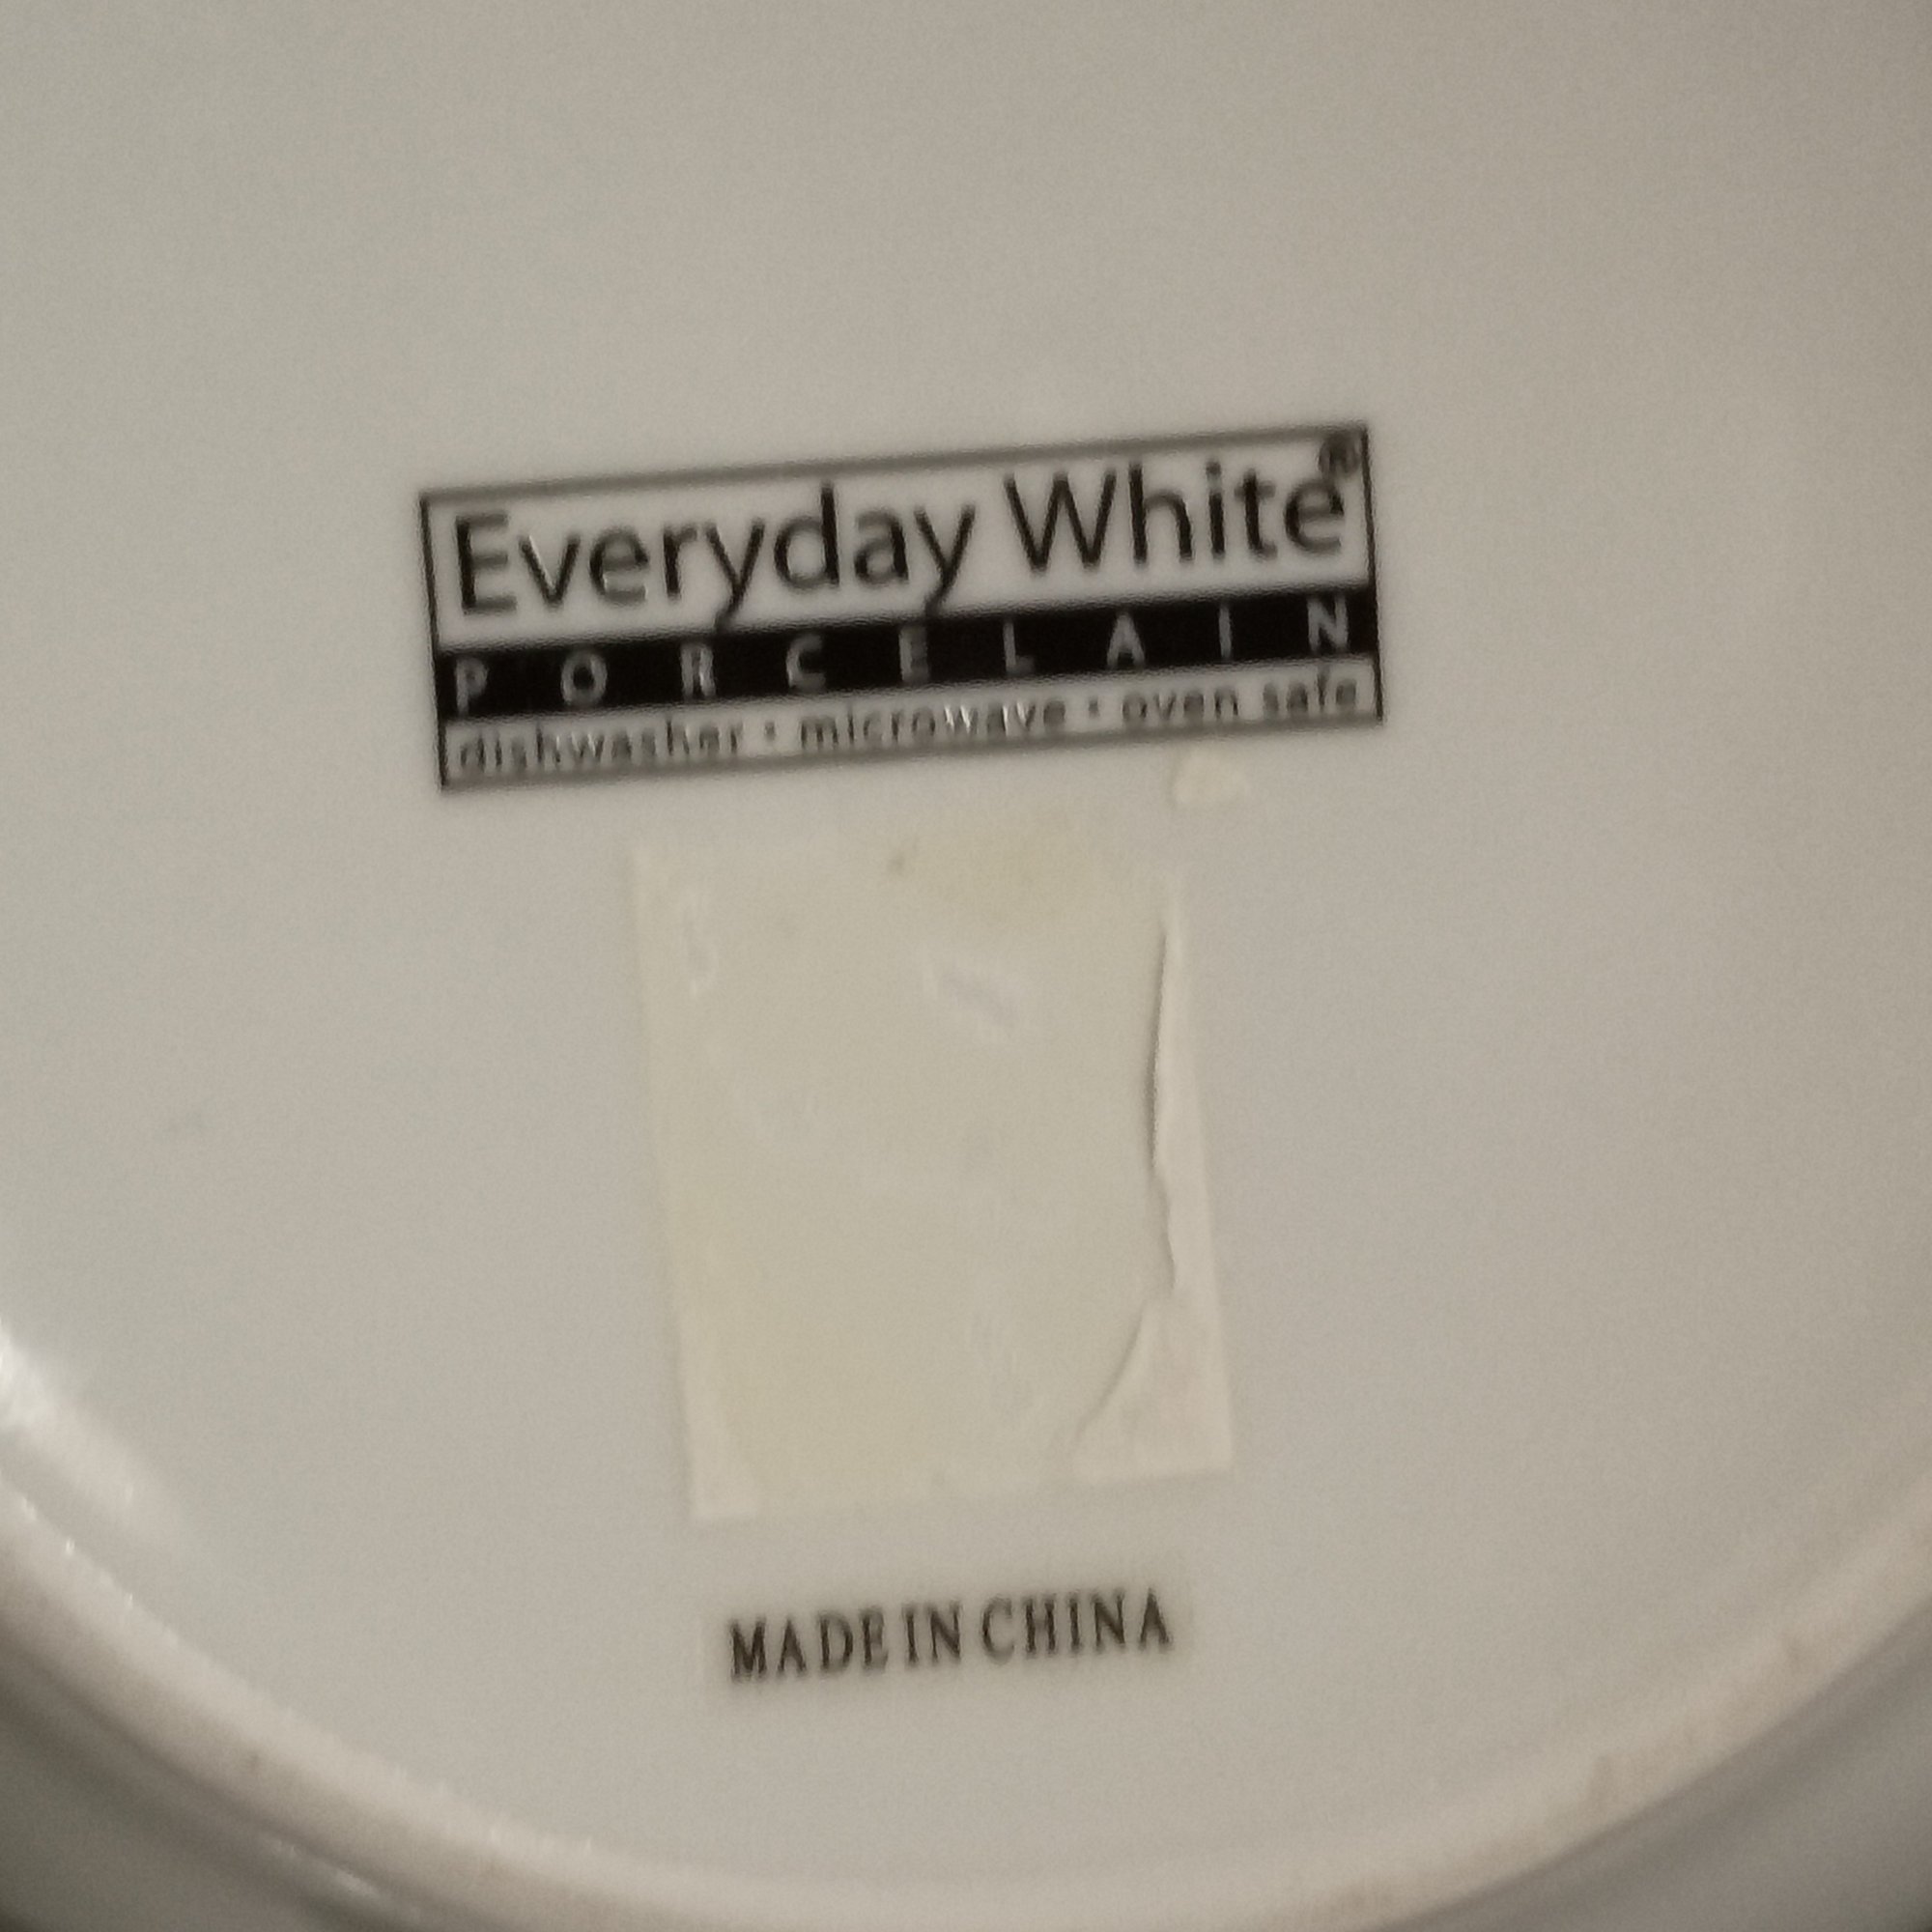 Everyday White®
PORCELAIN
dishwasher • microwave • oven safe
MADE IN CHINA